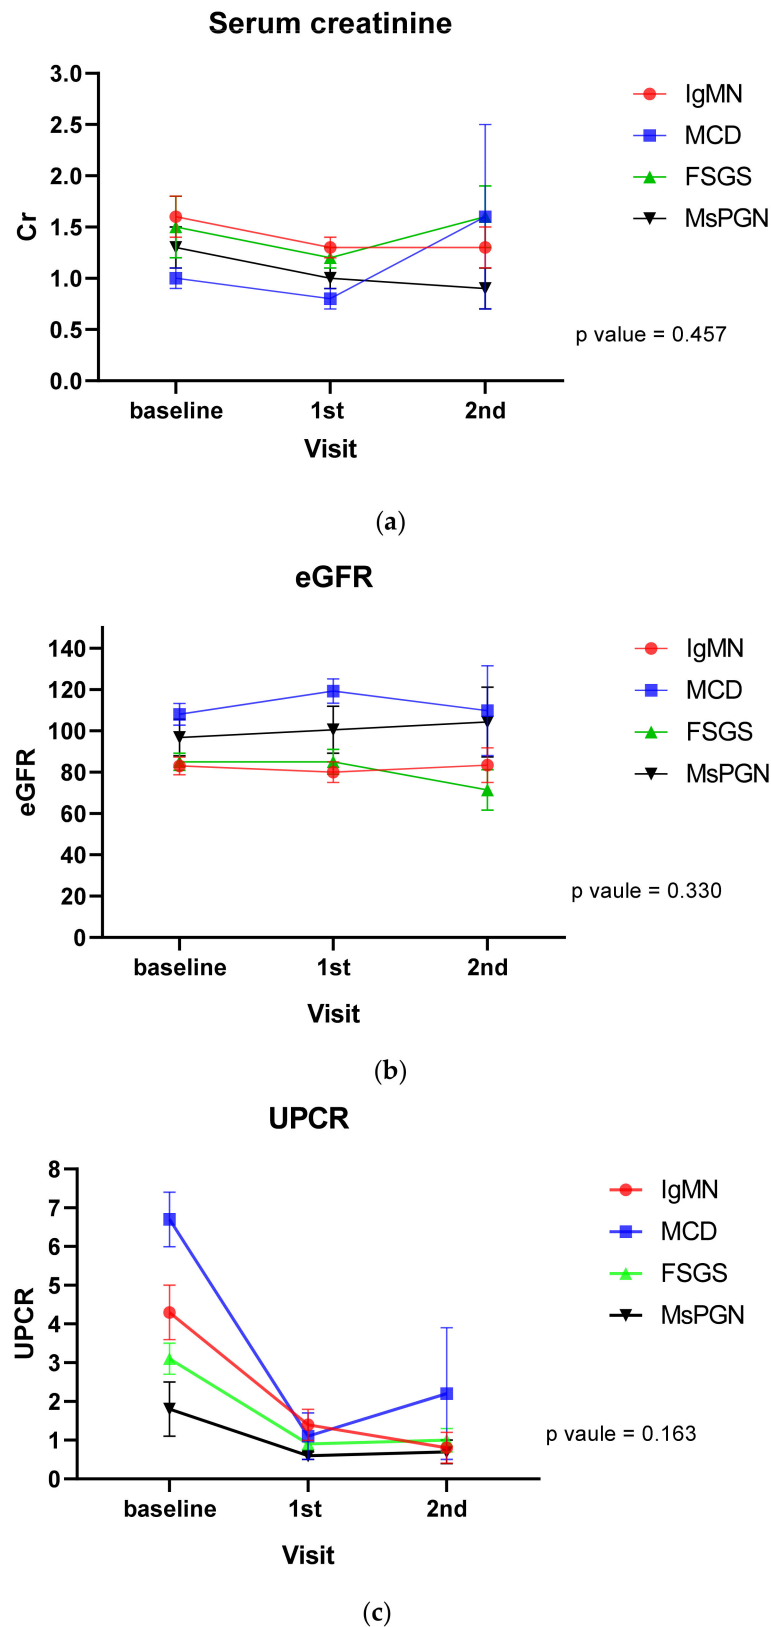 Serum creatinine
3.0
2.5
2.0
1.5
1.0
0.5
0.0
Cr
baseline 1st 2nd
Visit
IgMN
MCD
FSGS
MsPGN
p value = 0.457
(a)
eGFR
140
120
100
80
60
40
20
0
eGFR
baseline 1st 2nd
Visit
IgMN
MCD
FSGS
MsPGN
p vaule = 0.330
(b)
UPCR
8
7
6
5
4
3
2
1
0
UPCR
baseline 1st 2nd
Visit
IgMN
MCD
FSGS
MsPGN
p vaule = 0.163
(c)